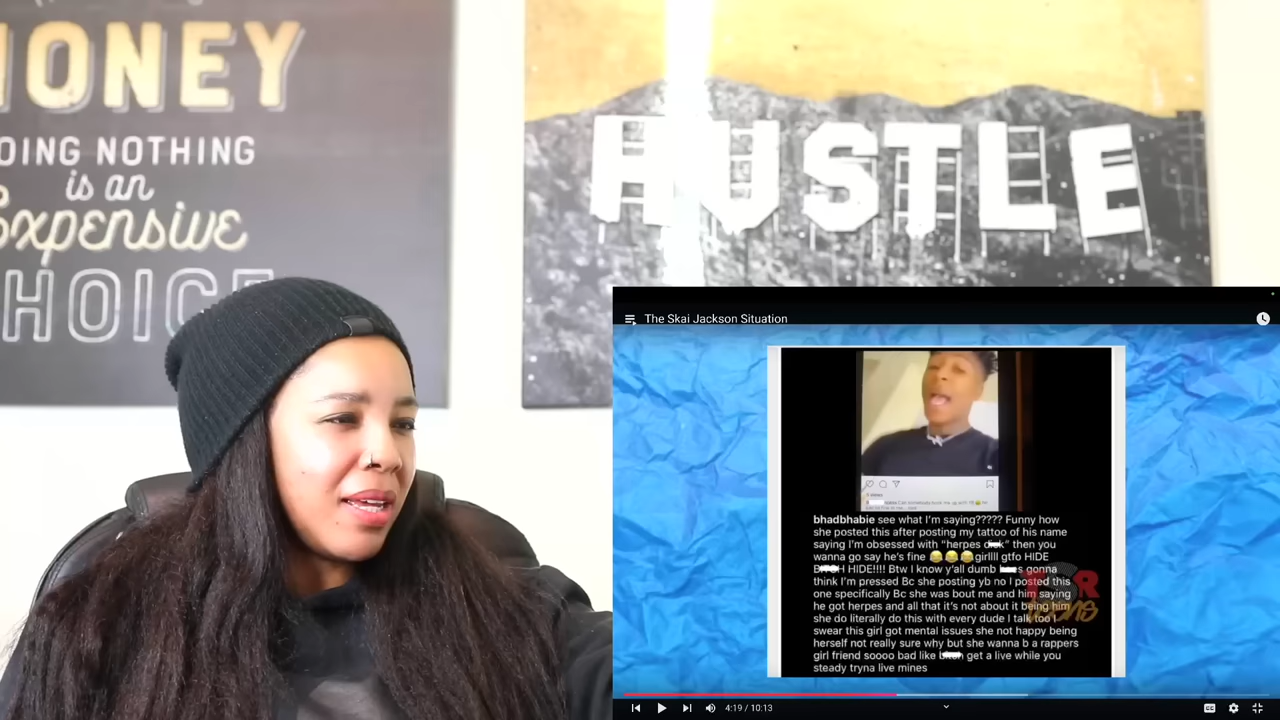 MONEY
DOING NOTHING
is an
Expensive
CHOICE
HUSTLE
The Skai Jackson Situation
bhadbhabie see what I'm saying????? Funny how
she posted this after posting my tattoo of his name
saying I'm obsessed with "herpes d k" then you
wanna go say he's fine 😂😂😂girllll gtfo HIDE
B CH HIDE!!!! Btw I know y'all dumb es gonna
think I'm pressed Bc she posting yb no I posted this
one specifically Bc she was bout me and him saying
he got herpes and all that it's not about it being him
she do literally do this with every dude I talk too I
swear this girl got mental issues she not happy being
herself not really sure why but she wanna b a rappers
girl friend soooo bad like b h get a live while you
steady tryna live mines
4:19 / 10:13
CC